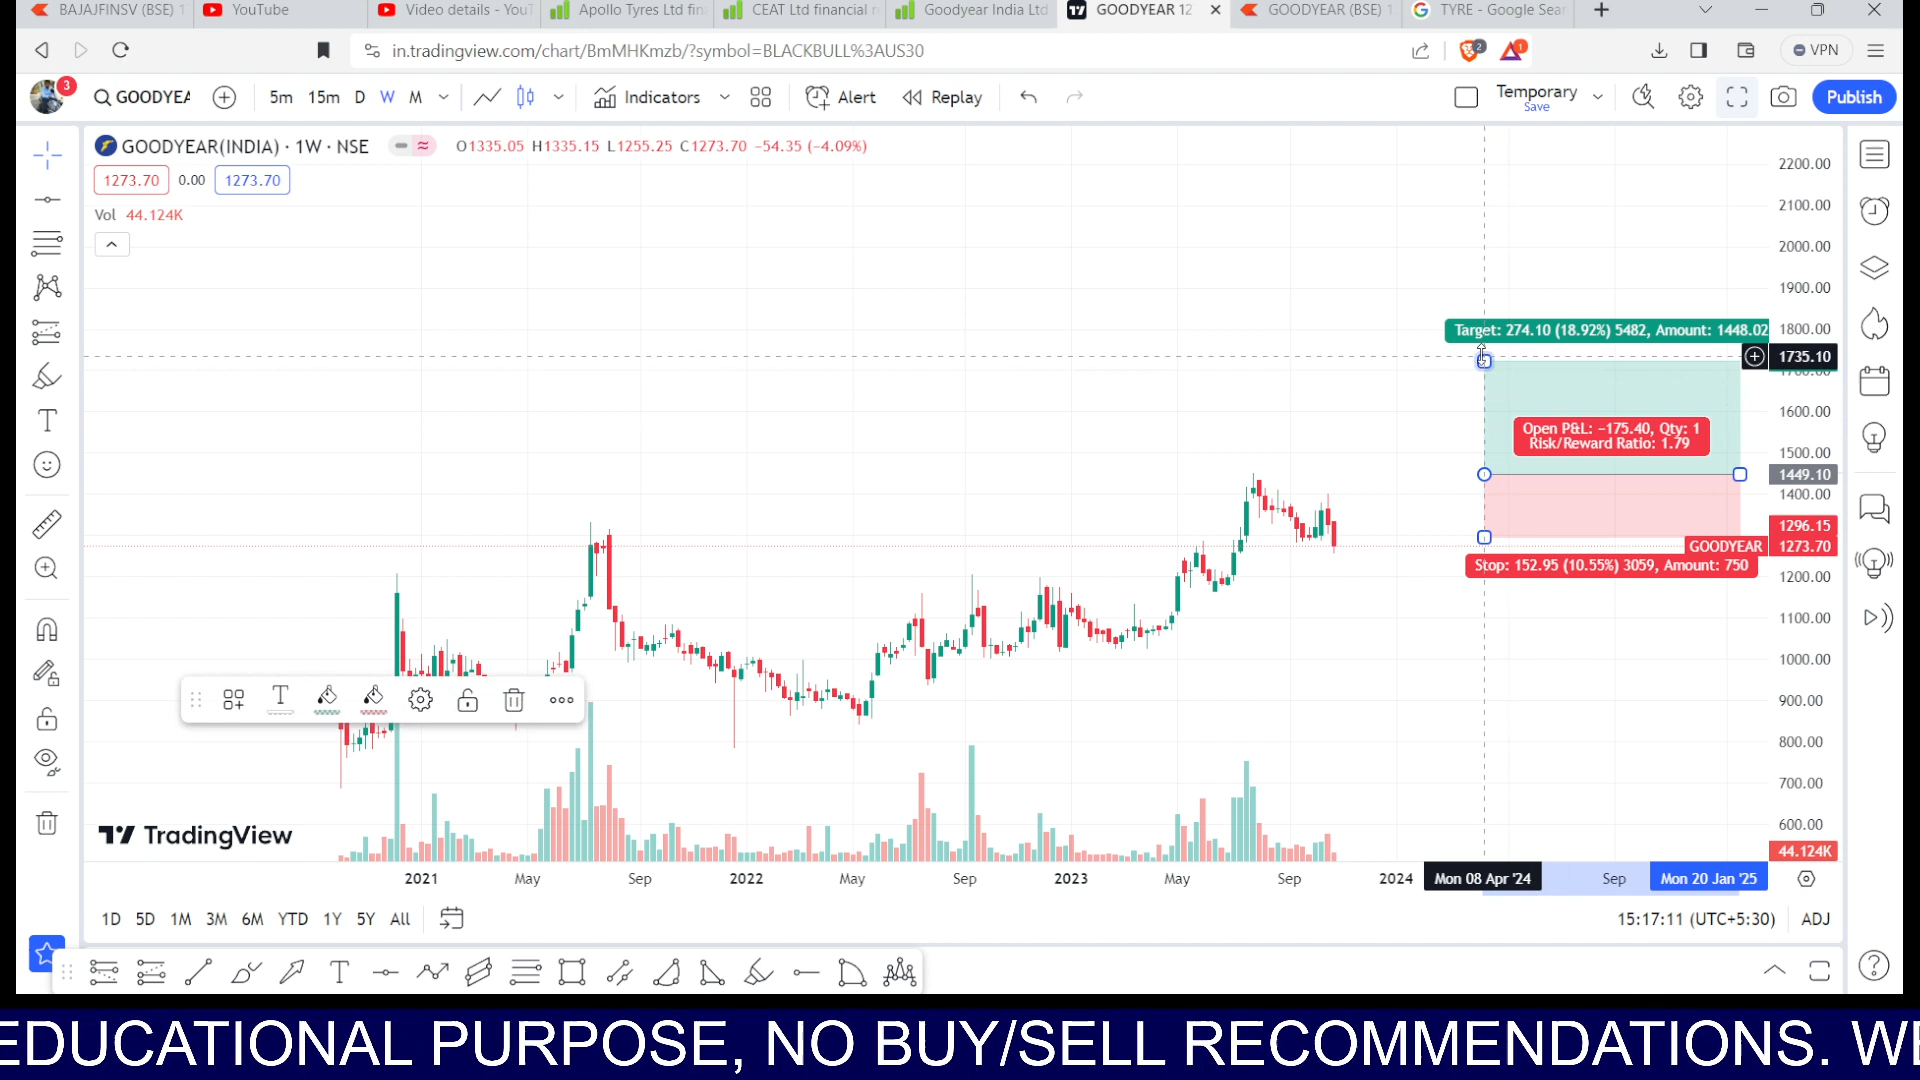 BAJAJFINSV (BSE) 1
YouTube
Video details - YouT
Apollo Tyres Ltd fin
CEAT Ltd financial r
Goodyear India Ltd
GOODYEAR 12
GOODYEAR (BSE) 1
TYRE - Google Sear
in.tradingview.com/chart/BmMHKmzb/?symbol=BLACKBULL%3AUS30
2
1
VPN
3
GOODYEA
5m 15m D W M
Indicators
Alert
Replay
Temporary
Save
Publish
GOODYEAR(INDIA) · 1W · NSE
O1335.05 H1335.15 L1255.25 C1273.70 −54.35 (−4.09%)
1273.70 0.00 1273.70
Vol 44.124K
2200.00
2100.00
2000.00
1900.00
1800.00
Target: 274.10 (18.92%) 5482, Amount: 1448.02
1735.10
1600.00
Open P&L: −175.40, Qty: 1
Risk/Reward Ratio: 1.79
1500.00
1449.10
1400.00
1296.15
GOODYEAR 1273.70
Stop: 152.95 (10.55%) 3059, Amount: 750
1200.00
1100.00
1000.00
900.00
800.00
700.00
600.00
44.124K
TradingView
2021 May Sep 2022 May Sep 2023 May Sep 2024 Mon 08 Apr '24 Sep Mon 20 Jan '25
1D 5D 1M 3M 6M YTD 1Y 5Y All
15:17:11 (UTC+5:30) ADJ
EDUCATIONAL PURPOSE, NO BUY/SELL RECOMMENDATIONS. WE